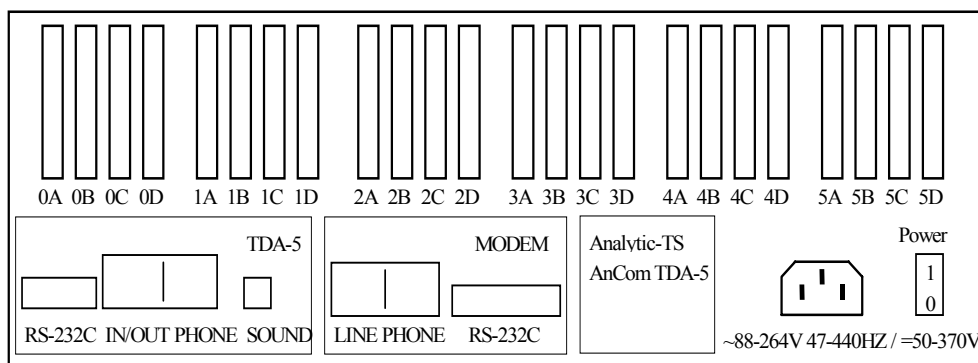 0A 0B 0C 0D 1A 1B 1C 1D 2A 2B 2C 2D 3A 3B 3C 3D 4A 4B 4C 4D 5A 5B 5C 5D
TDA-5
RS-232C IN/OUT PHONE SOUND
MODEM
LINE PHONE RS-232C
Analytic-TS
AnCom TDA-5
Power
1
0
~88-264V 47-440HZ / =50-370V